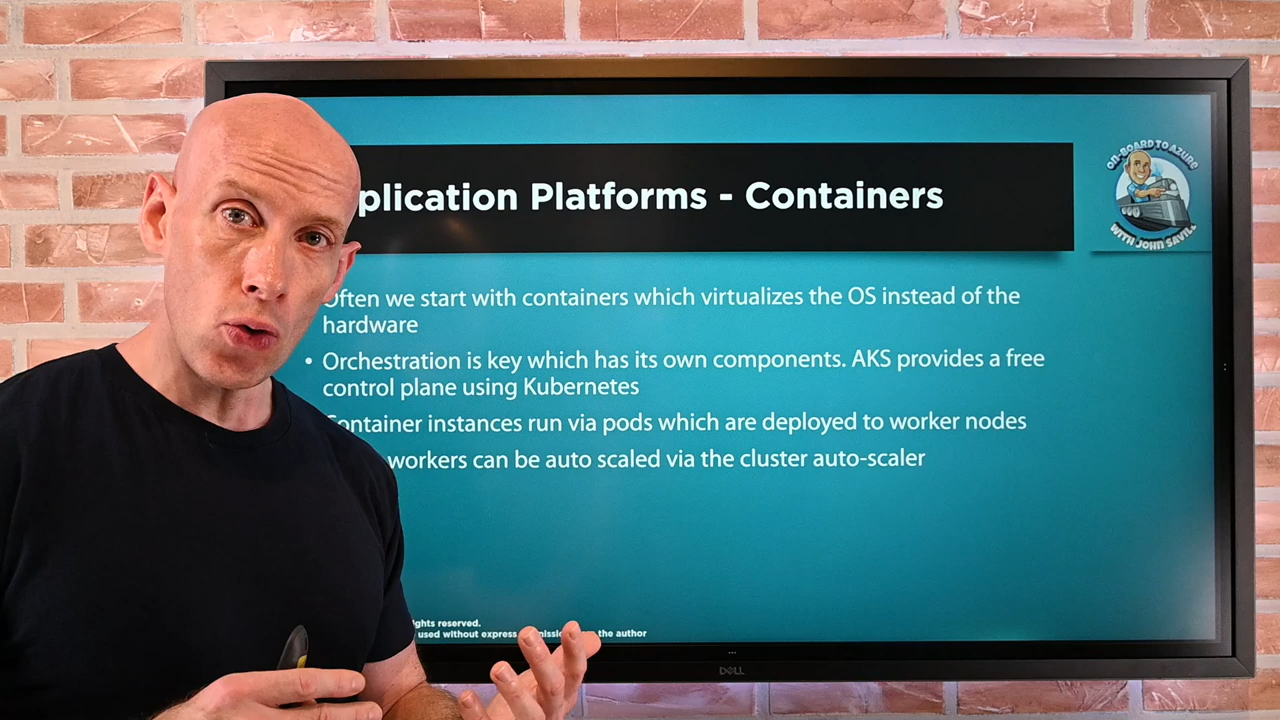 plication Platforms - Containers
ON-BOARD TO AZURE
WITH JOHN SAVILL
Often we start with containers which virtualizes the OS instead of the
hardware
• Orchestration is key which has its own components. AKS provides a free
control plane using Kubernetes
Container instances run via pods which are deployed to worker nodes
workers can be auto scaled via the cluster auto-scaler
ights reserved.
used without express the author
DELL